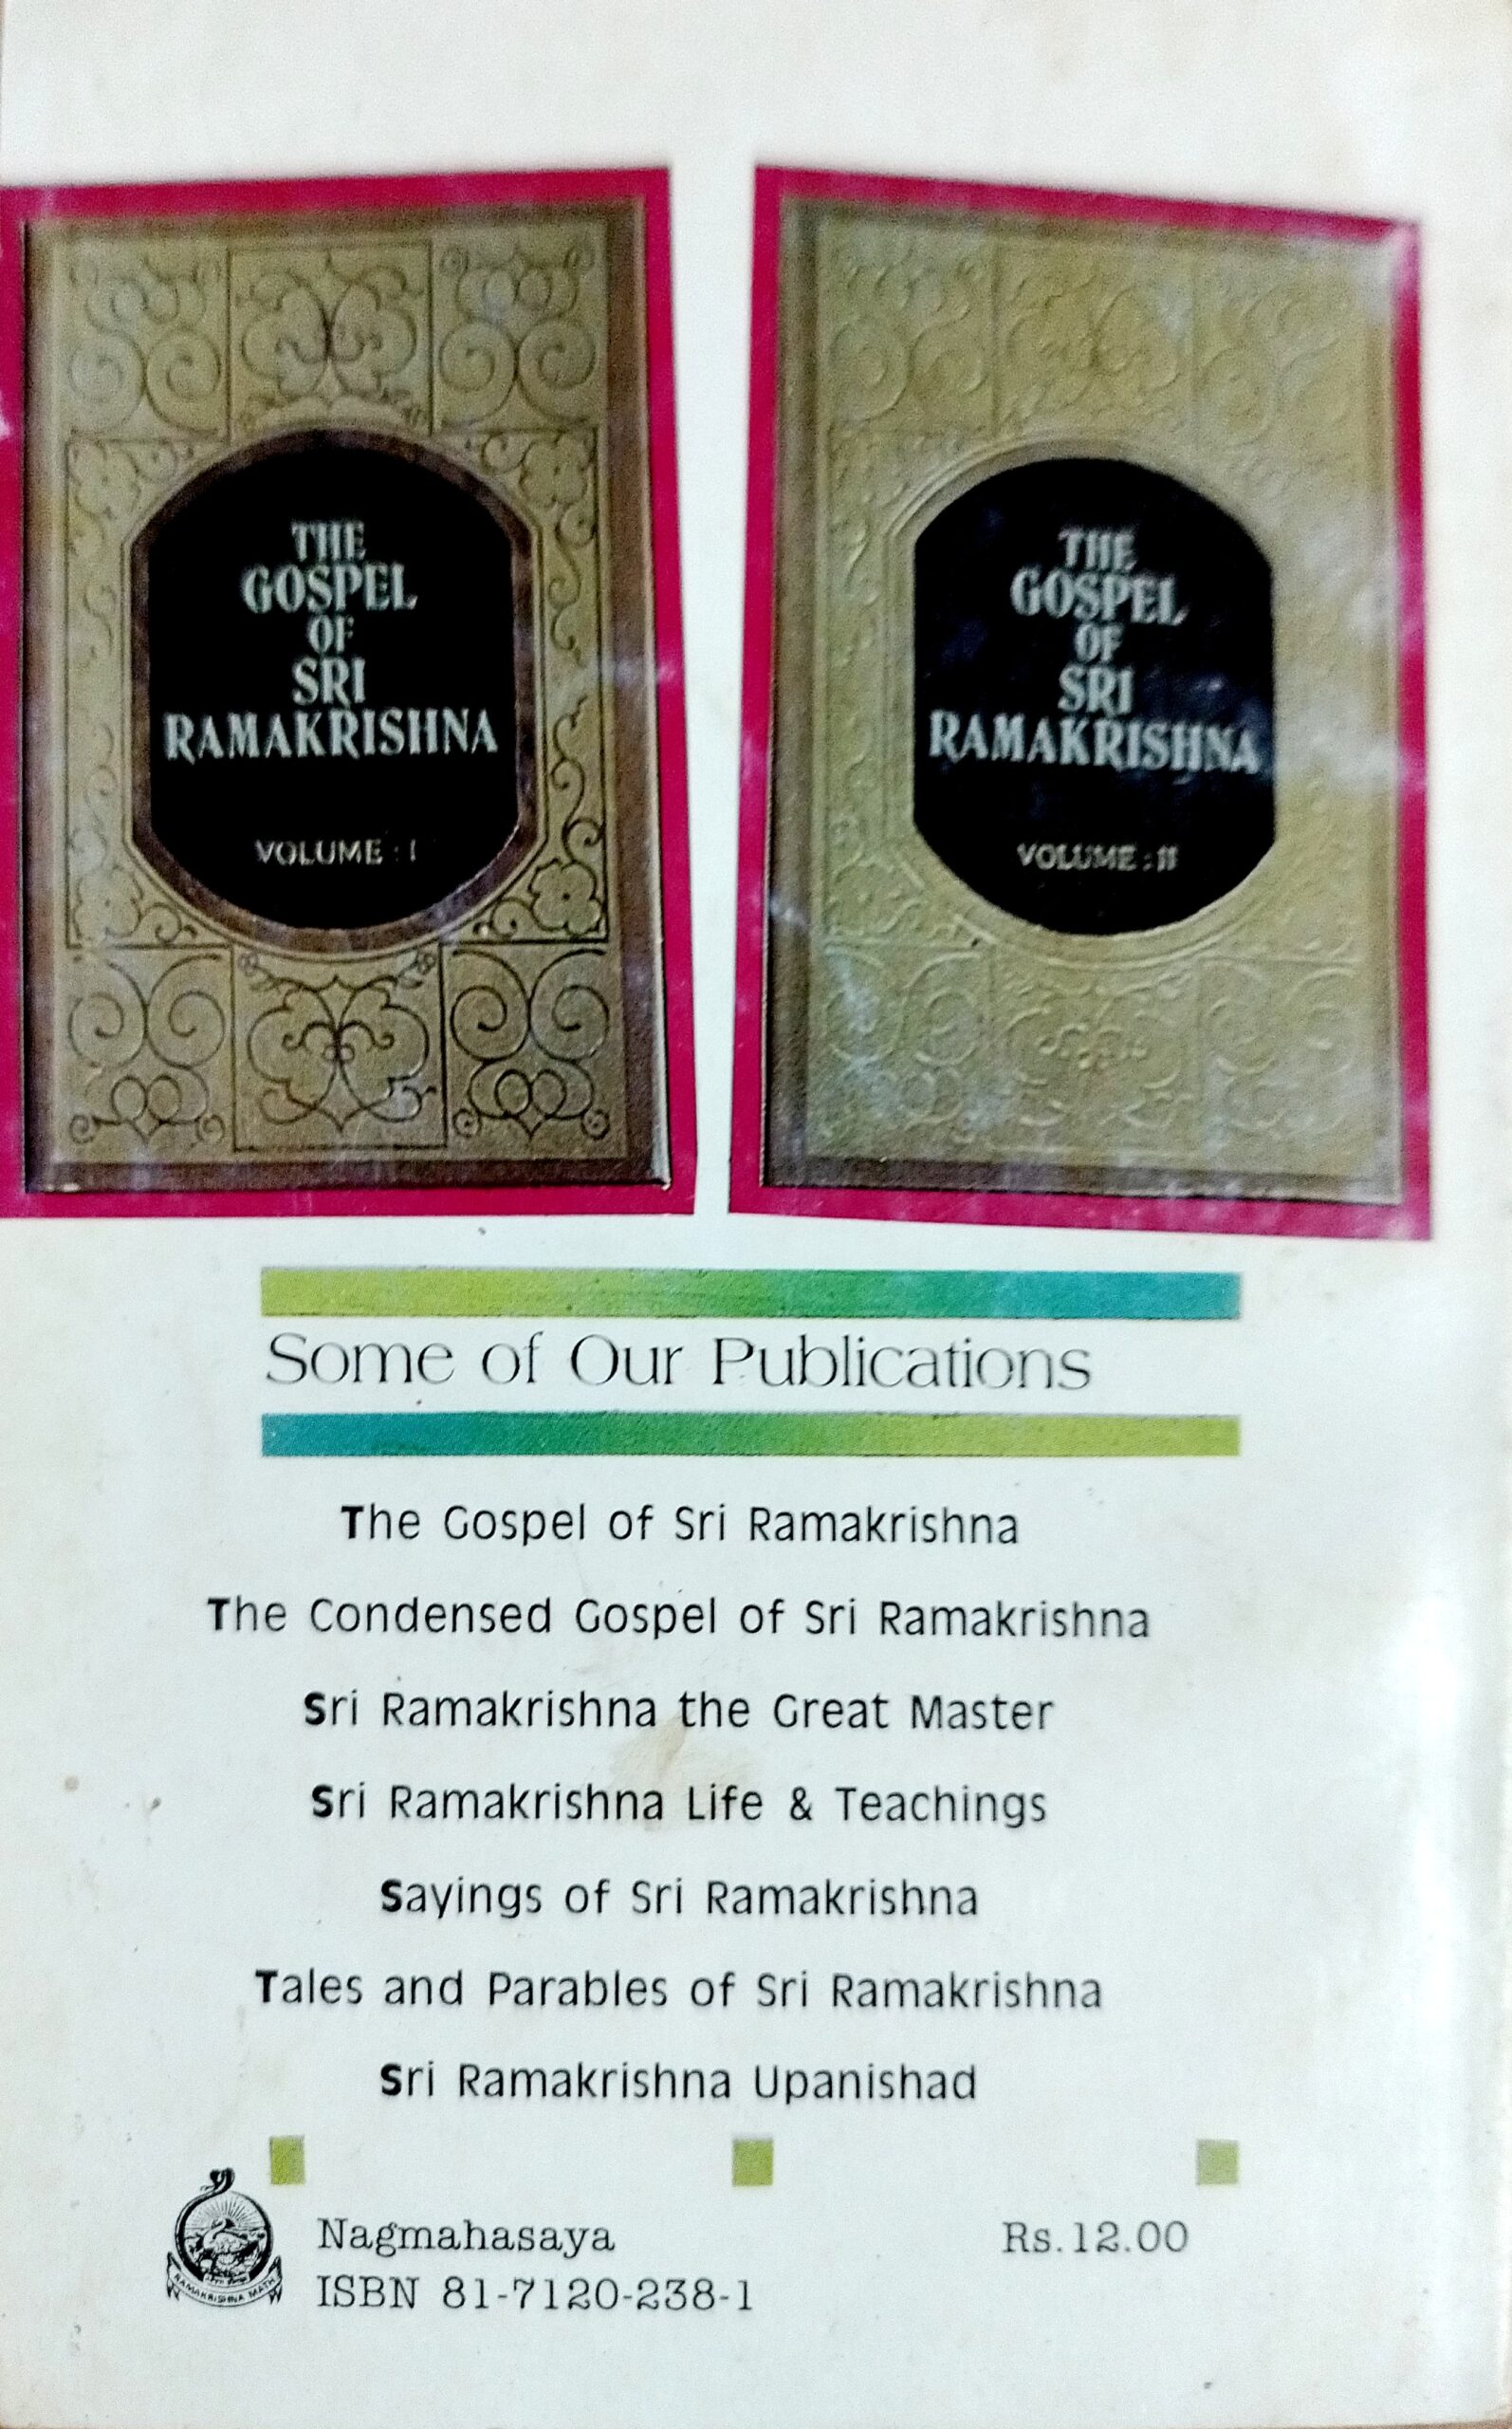 THE
GOSPEL
OF
SRI
RAMAKRISHNA
VOLUME : I
THE
GOSPEL
OF
SRI
RAMAKRISHNA
VOLUME : II
Some of Our Publications
The Gospel of Sri Ramakrishna
The Condensed Gospel of Sri Ramakrishna
Sri Ramakrishna the Great Master
Sri Ramakrishna Life & Teachings
Sayings of Sri Ramakrishna
Tales and Parables of Sri Ramakrishna
Sri Ramakrishna Upanishad
RAMAKRISHNA MATH
Nagmahasaya
Rs.12.00
ISBN 81-7120-238-1